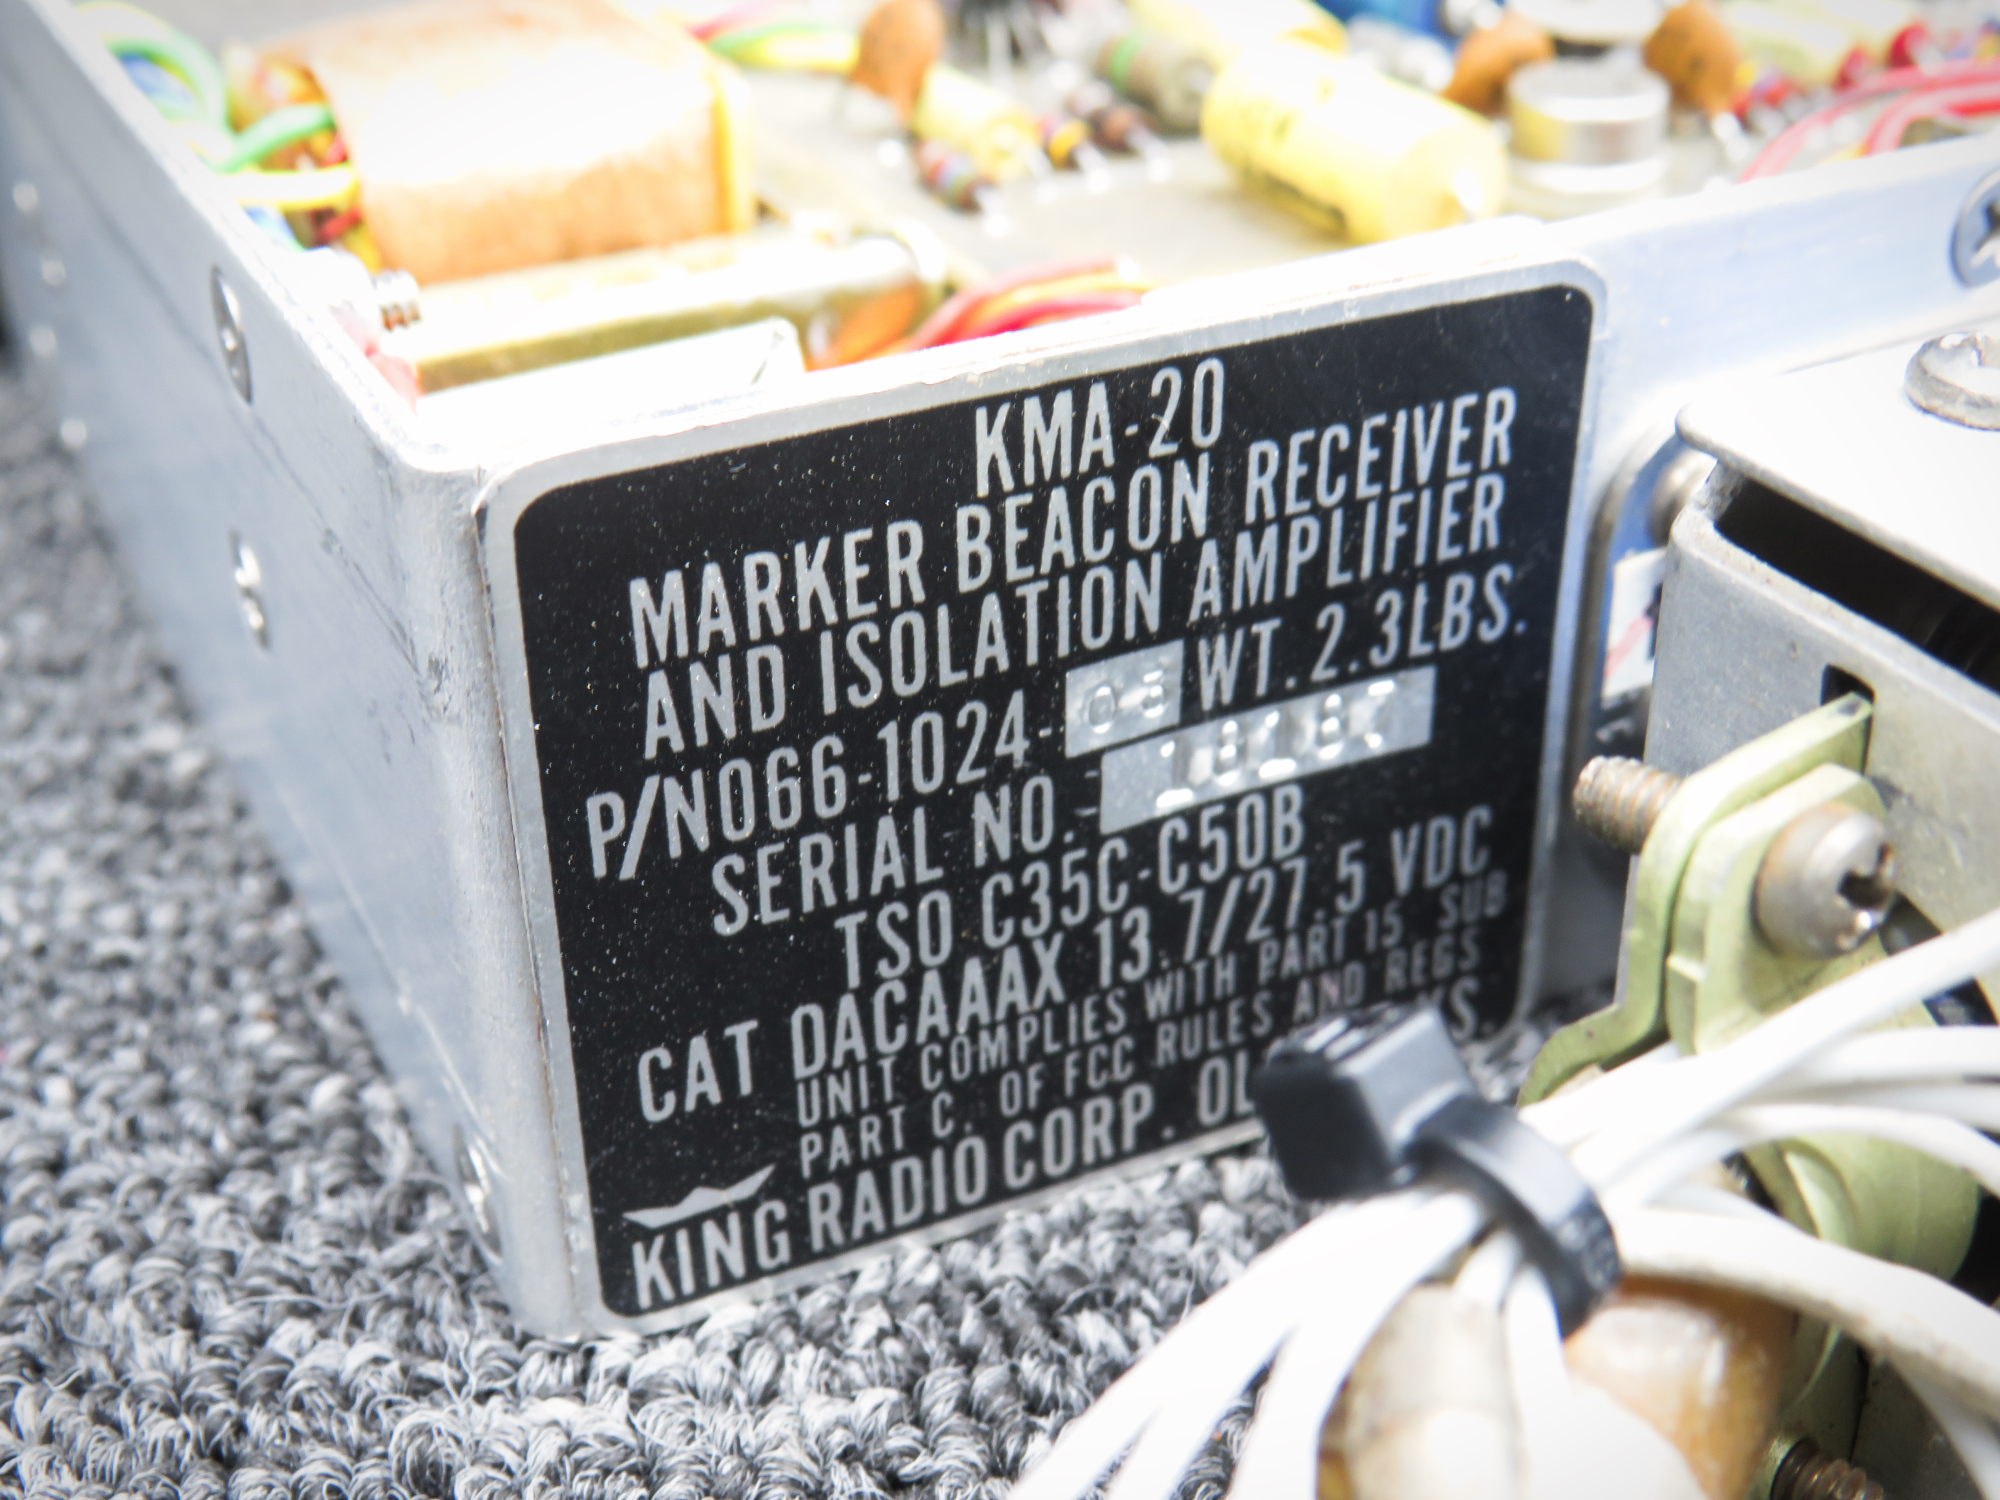 KMA-20
MARKER BEACON RECEIVER
AND ISOLATION AMPLIFIER
P/N066-1024- WT. 2.3LBS.
SERIAL NO.
TSO C35C-C50B
CAT DACAAAX 13.7/27.5 VDC
UNIT COMPLIES WITH PART 15 SUB
PART C. OF FCC RULES AND REGS
KING RADIO CORP.